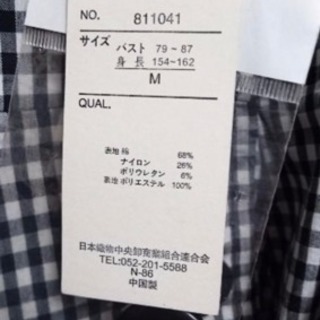 NO. 811041
サイズ
バスト 79~87
身長 154~162
M
QUAL.
表地 綿 68%
ナイロン 26%
ポリウレタン 6%
裏地 ポリエステル 100%
日本織物中央卸商業組合連合会
TEL:052-201-5588
N-86
中国製